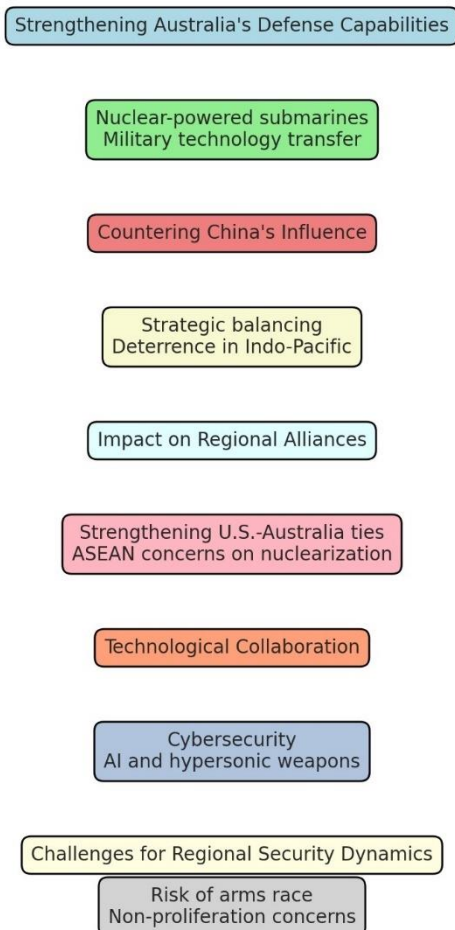 Strengthening Australia's Defense Capabilities
Nuclear-powered submarines
Military technology transfer
Countering China's Influence
Strategic balancing
Deterrence in Indo-Pacific
Impact on Regional Alliances
Strengthening U.S.-Australia ties
ASEAN concerns on nuclearization
Technological Collaboration
Cybersecurity
AI and hypersonic weapons
Challenges for Regional Security Dynamics
Risk of arms race
Non-proliferation concerns